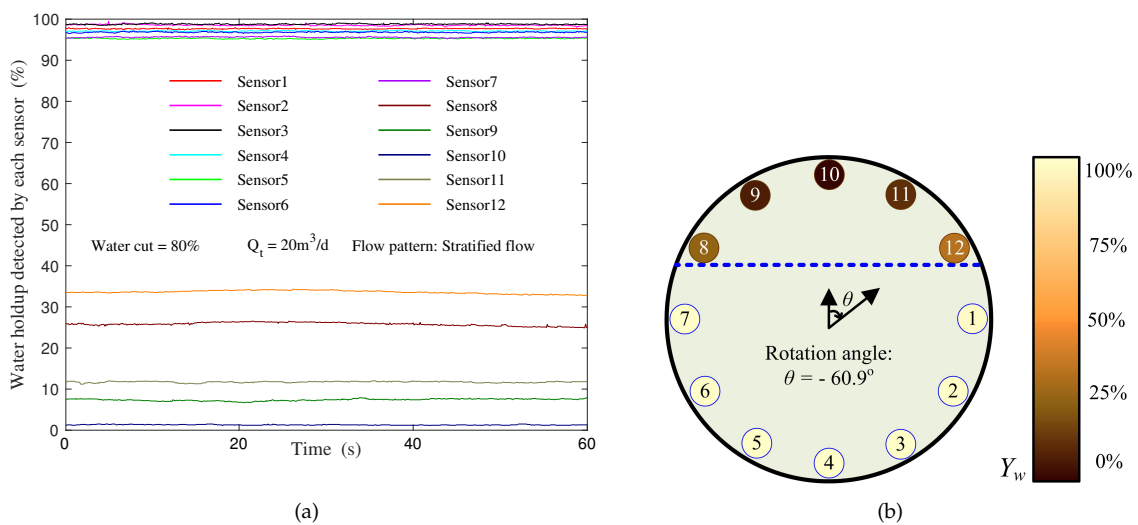 Water holdup detected by each sensor (%)
100
90
80
70
60
50
40
30
20
10
0
Sensor1
Sensor2
Sensor3
Sensor4
Sensor5
Sensor6
Sensor7
Sensor8
Sensor9
Sensor10
Sensor11
Sensor12
Water cut = 80% Q_t = 20m^3/d Flow pattern: Stratified flow
0 20 40 60
Time (s)
(a)
10
9 11
8 12
7 1
θ
Rotation angle:
θ = - 60.9°
6 2
5 3
4
100%
75%
50%
25%
0%
Y_w
(b)